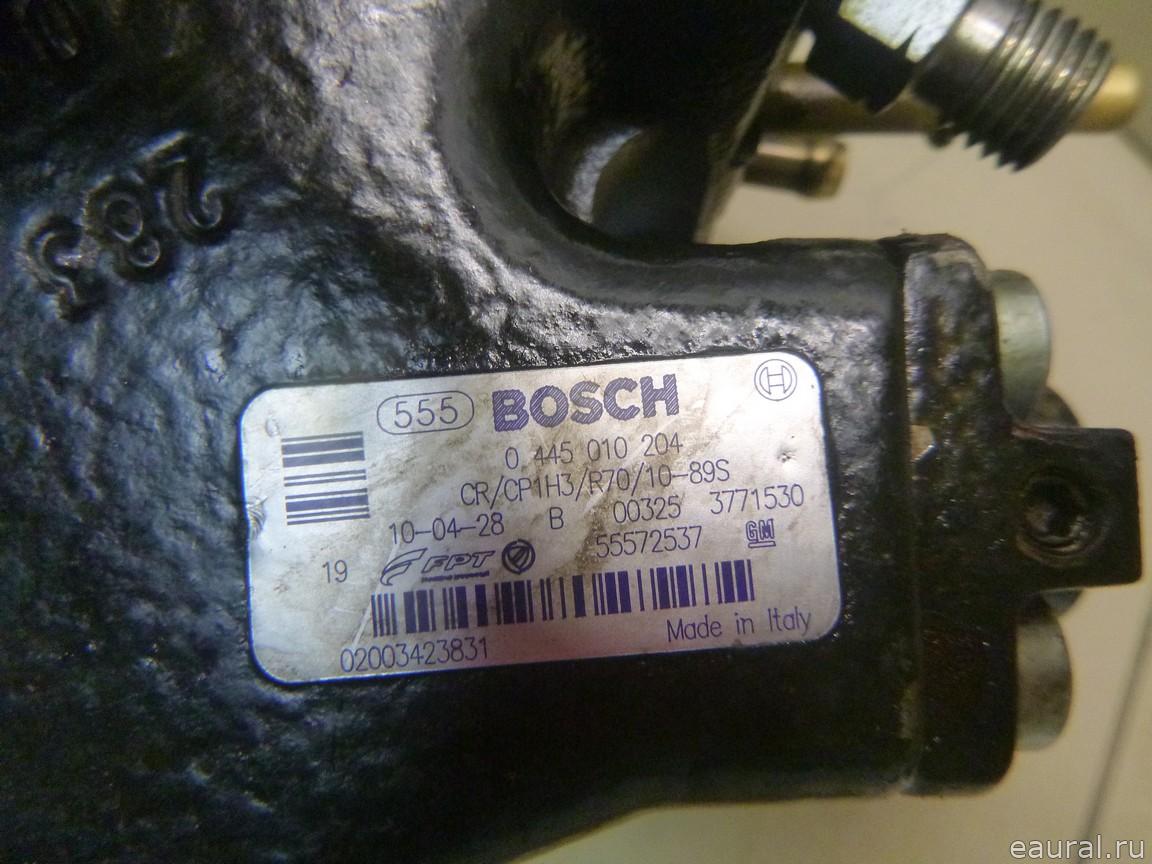 283
555 BOSCH
0 445 010 204
CR/CP1H3/R70/10-89S
10-04-28 B 00325 3771530
19 FPT 55572537 GM
02003423831 Made in Italy
eaural.ru